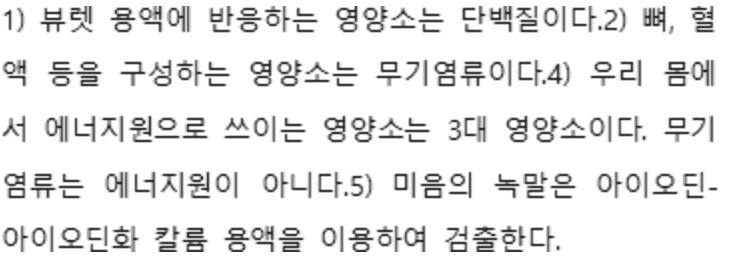 1) 뷰렛 용액에 반응하는 영양소는 단백질이다.2) 뼈, 혈
액 등을 구성하는 영양소는 무기염류이다.4) 우리 몸에
서 에너지원으로 쓰이는 영양소는 3대 영양소이다. 무기
염류는 에너지원이 아니다.5) 미음의 녹말은 아이오딘-
아이오딘화 칼륨 용액을 이용하여 검출한다.